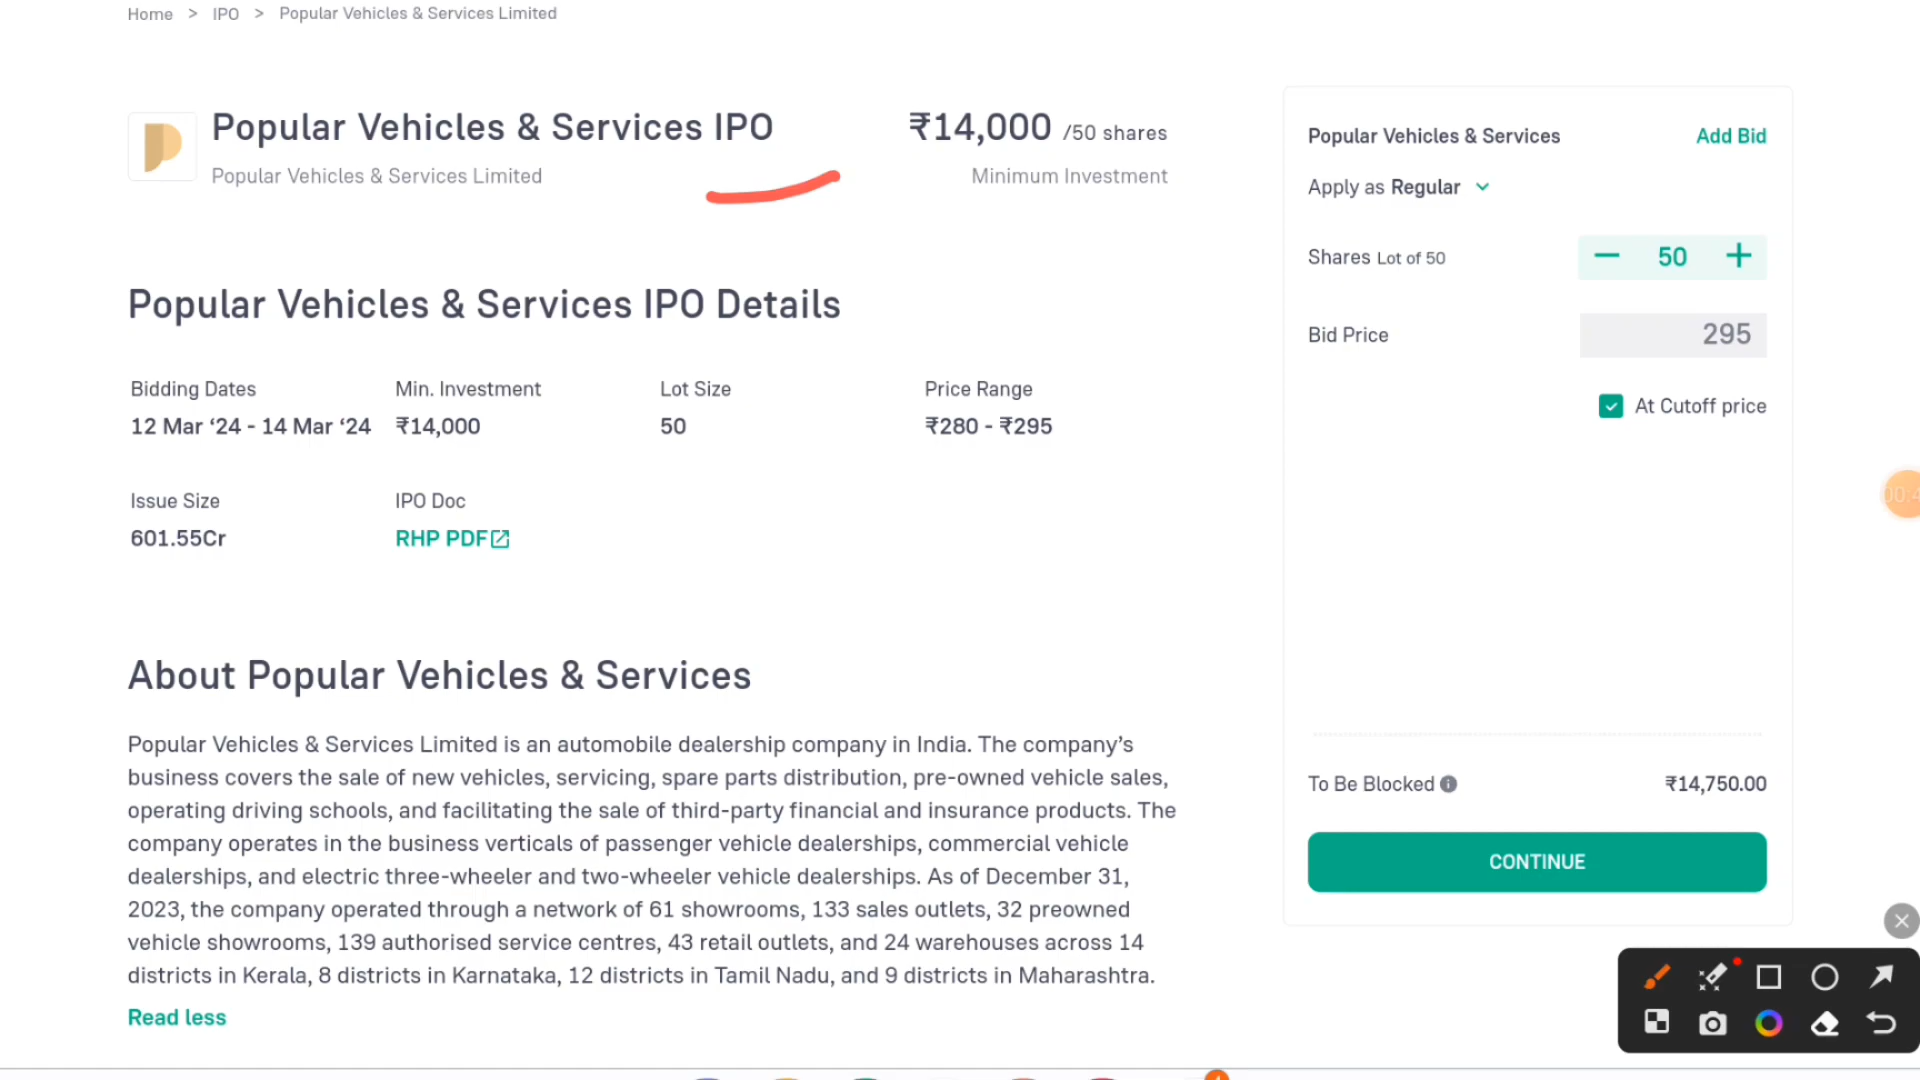 Home > IPO > Popular Vehicles & Services Limited
Popular Vehicles & Services IPO
Popular Vehicles & Services Limited
₹14,000 /50 shares
Minimum Investment
Popular Vehicles & Services IPO Details
Bidding Dates
12 Mar ‘24 - 14 Mar ‘24
Min. Investment
₹14,000
Lot Size
50
Price Range
₹280 - ₹295
Issue Size
601.55Cr
IPO Doc
RHP PDF
About Popular Vehicles & Services
Popular Vehicles & Services Limited is an automobile dealership company in India. The company’s
business covers the sale of new vehicles, servicing, spare parts distribution, pre-owned vehicle sales,
operating driving schools, and facilitating the sale of third-party financial and insurance products. The
company operates in the business verticals of passenger vehicle dealerships, commercial vehicle
dealerships, and electric three-wheeler and two-wheeler vehicle dealerships. As of December 31,
2023, the company operated through a network of 61 showrooms, 133 sales outlets, 32 preowned
vehicle showrooms, 139 authorised service centres, 43 retail outlets, and 24 warehouses across 14
districts in Kerala, 8 districts in Karnataka, 12 districts in Tamil Nadu, and 9 districts in Maharashtra.
Read less
Popular Vehicles & Services Add Bid
Apply as Regular
Shares Lot of 50 − 50 +
Bid Price 295
At Cutoff price
To Be Blocked ₹14,750.00
CONTINUE